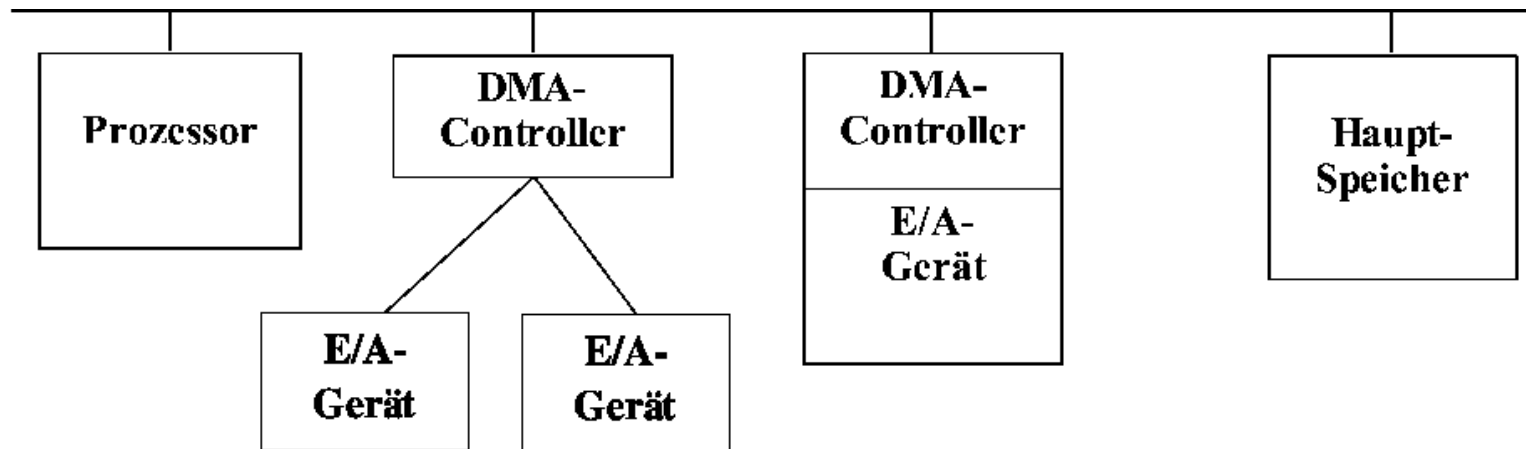 Prozessor
DMA-
Controller
DMA-
Controller
E/A-
Gerät
Haupt-
Speicher
E/A-
Gerät
E/A-
Gerät